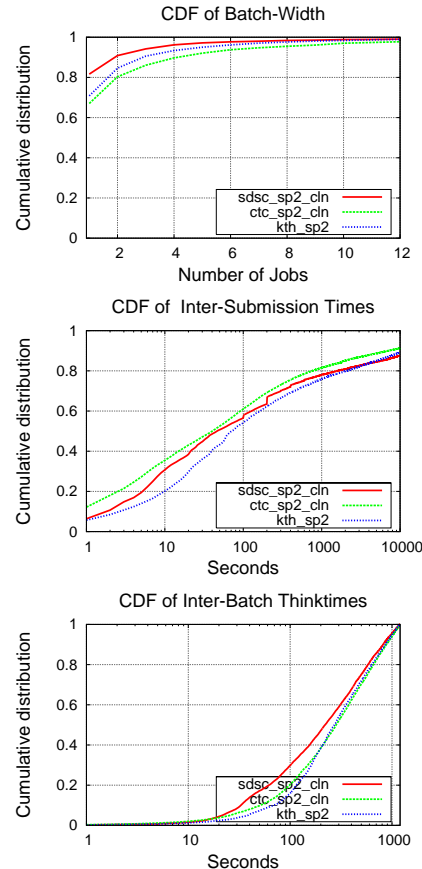 CDF of Batch-Width
Cumulative distribution
1
0.8
0.6
0.4
0.2
0
sdsc_sp2_cln
ctc_sp2_cln
kth_sp2
2 4 6 8 10 12
Number of Jobs
CDF of Inter-Submission Times
Cumulative distribution
1
0.8
0.6
0.4
0.2
0
sdsc_sp2_cln
ctc_sp2_cln
kth_sp2
1 10 100 1000 10000
Seconds
CDF of Inter-Batch Thinktimes
Cumulative distribution
1
0.8
0.6
0.4
0.2
0
sdsc_sp2_cln
ctc_sp2_cln
kth_sp2
1 10 100 1000
Seconds